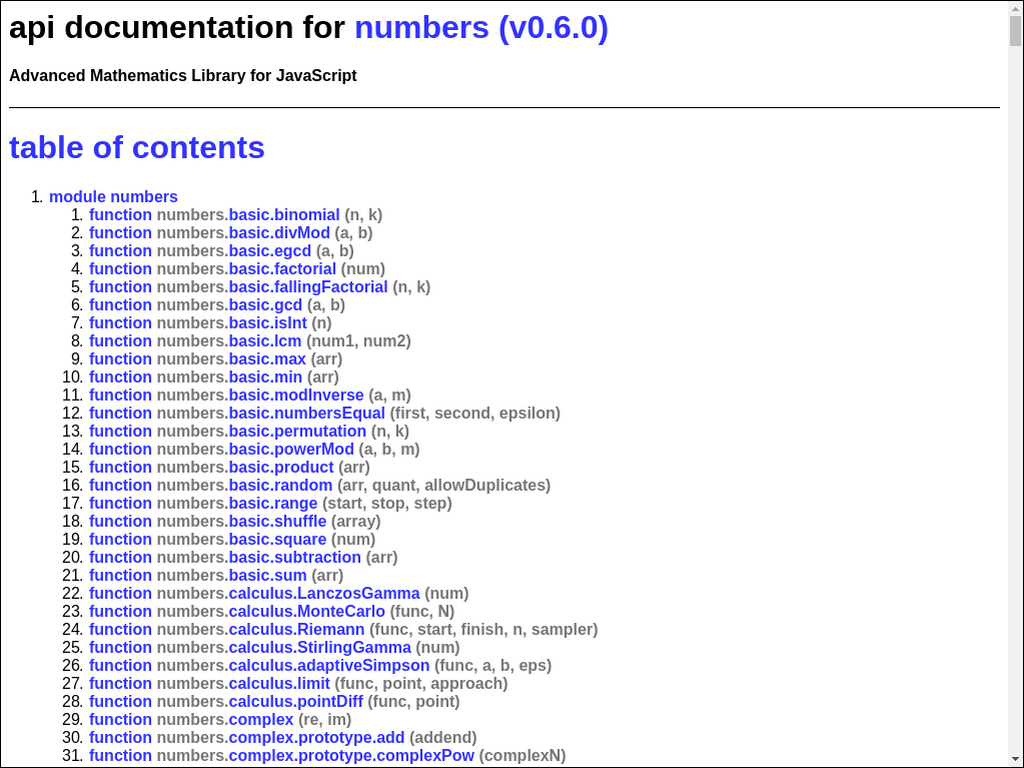 api documentation for numbers (v0.6.0)
Advanced Mathematics Library for JavaScript
table of contents
1. module numbers
1. function numbers.basic.binomial (n, k)
2. function numbers.basic.divMod (a, b)
3. function numbers.basic.egcd (a, b)
4. function numbers.basic.factorial (num)
5. function numbers.basic.fallingFactorial (n, k)
6. function numbers.basic.gcd (a, b)
7. function numbers.basic.isInt (n)
8. function numbers.basic.lcm (num1, num2)
9. function numbers.basic.max (arr)
10. function numbers.basic.min (arr)
11. function numbers.basic.modInverse (a, m)
12. function numbers.basic.numbersEqual (first, second, epsilon)
13. function numbers.basic.permutation (n, k)
14. function numbers.basic.powerMod (a, b, m)
15. function numbers.basic.product (arr)
16. function numbers.basic.random (arr, quant, allowDuplicates)
17. function numbers.basic.range (start, stop, step)
18. function numbers.basic.shuffle (array)
19. function numbers.basic.square (num)
20. function numbers.basic.subtraction (arr)
21. function numbers.basic.sum (arr)
22. function numbers.calculus.LanczosGamma (num)
23. function numbers.calculus.MonteCarlo (func, N)
24. function numbers.calculus.Riemann (func, start, finish, n, sampler)
25. function numbers.calculus.StirlingGamma (num)
26. function numbers.calculus.adaptiveSimpson (func, a, b, eps)
27. function numbers.calculus.limit (func, point, approach)
28. function numbers.calculus.pointDiff (func, point)
29. function numbers.complex (re, im)
30. function numbers.complex.prototype.add (addend)
31. function numbers.complex.prototype.complexPow (complexN)